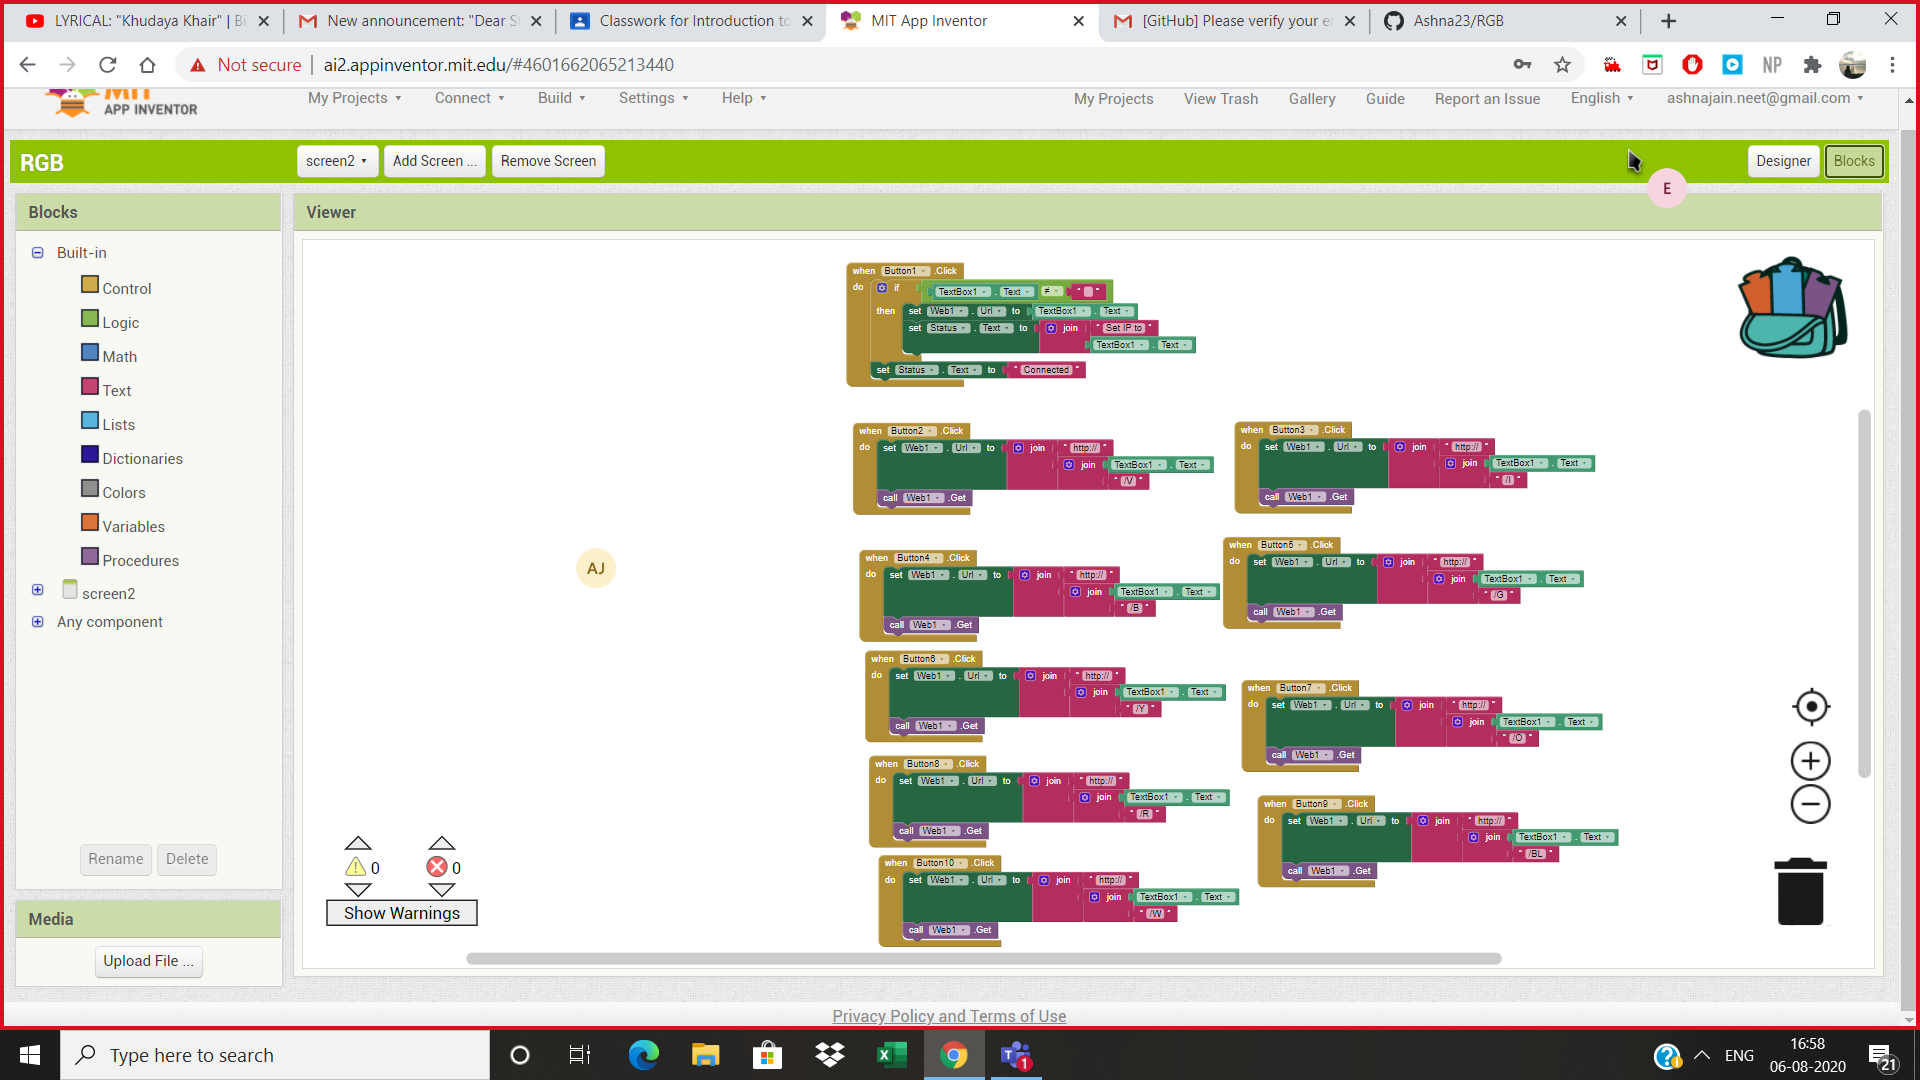 LYRICAL: "Khudaya Khair" | Bi
New announcement: "Dear S
Classwork for Introduction to
MIT App Inventor
[GitHub] Please verify your e
Ashna23/RGB
Not secure
ai2.appinventor.mit.edu/#4601662065213440
NP
MIT
APP INVENTOR
My Projects Connect Build Settings Help
My Projects View Trash Gallery Guide Report an Issue English ashnajain.neet@gmail.com
RGB
screen2 Add Screen ... Remove Screen
Designer Blocks
E
Blocks
Viewer
Built-in
Control
Logic
Math
Text
Lists
Dictionaries
Colors
Variables
Procedures
screen2
Any component
Rename Delete
Media
Upload File ...
AJ
when Button1 .Click
do if TextBox1 . Text ≠ " "
then set Web1 . Url to TextBox1 . Text
set Status . Text to join " Set IP to "
TextBox1 . Text
set Status . Text to " Connected "
when Button2 .Click
do set Web1 . Url to join " http:// "
join TextBox1 . Text
" /V "
call Web1 .Get
when Button3 .Click
do set Web1 . Url to join " http:// "
join TextBox1 . Text
" /I "
call Web1 .Get
when Button4 .Click
do set Web1 . Url to join " http:// "
join TextBox1 . Text
" /B "
call Web1 .Get
when Button5 .Click
do set Web1 . Url to join " http:// "
join TextBox1 . Text
" /G "
call Web1 .Get
when Button6 .Click
do set Web1 . Url to join " http:// "
join TextBox1 . Text
" /Y "
call Web1 .Get
when Button7 .Click
do set Web1 . Url to join " http:// "
join TextBox1 . Text
" /O "
call Web1 .Get
when Button8 .Click
do set Web1 . Url to join " http:// "
join TextBox1 . Text
" /R "
call Web1 .Get
when Button9 .Click
do set Web1 . Url to join " http:// "
join TextBox1 . Text
" /BL "
call Web1 .Get
when Button10 .Click
do set Web1 . Url to join " http:// "
join TextBox1 . Text
" /W "
call Web1 .Get
0 0
Show Warnings
Privacy Policy and Terms of Use
Type here to search
1
ENG
16:58
06-08-2020
21